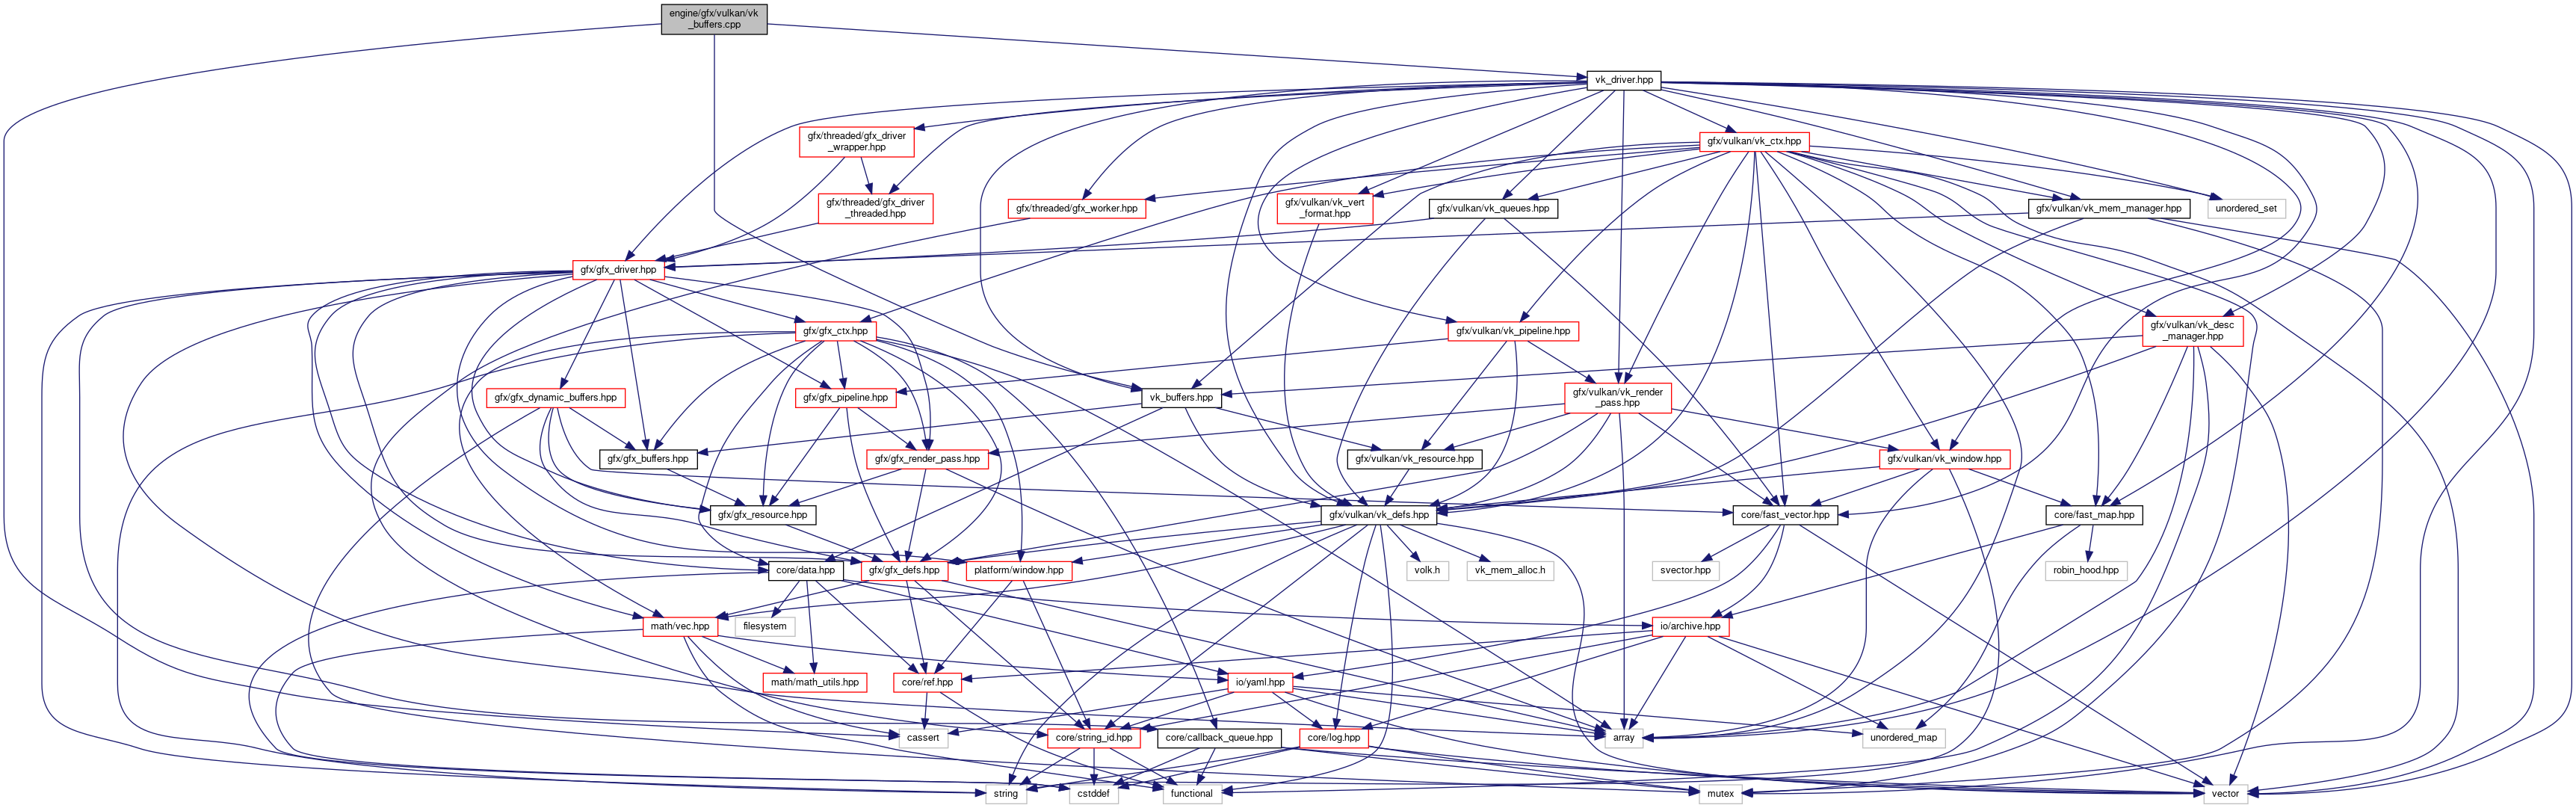 engine/gfx/vulkan/vk
_buffers.cpp
vk_driver.hpp
gfx/threaded/gfx_driver
_wrapper.hpp
gfx/vulkan/vk_ctx.hpp
gfx/threaded/gfx_driver
_threaded.hpp
gfx/threaded/gfx_worker.hpp
gfx/vulkan/vk_vert
_format.hpp
gfx/vulkan/vk_queues.hpp
gfx/vulkan/vk_mem_manager.hpp
unordered_set
gfx/gfx_driver.hpp
gfx/gfx_ctx.hpp
gfx/vulkan/vk_pipeline.hpp
gfx/vulkan/vk_desc
_manager.hpp
gfx/gfx_dynamic_buffers.hpp
gfx/gfx_pipeline.hpp
vk_buffers.hpp
gfx/vulkan/vk_render
_pass.hpp
gfx/gfx_buffers.hpp
gfx/gfx_render_pass.hpp
gfx/vulkan/vk_resource.hpp
gfx/vulkan/vk_window.hpp
gfx/gfx_resource.hpp
gfx/vulkan/vk_defs.hpp
core/fast_vector.hpp
core/fast_map.hpp
core/data.hpp
gfx/gfx_defs.hpp
platform/window.hpp
volk.h
vk_mem_alloc.h
svector.hpp
robin_hood.hpp
math/vec.hpp
filesystem
io/archive.hpp
math/math_utils.hpp
core/ref.hpp
io/yaml.hpp
cassert
core/string_id.hpp
core/callback_queue.hpp
core/log.hpp
array
unordered_map
string
cstddef
functional
mutex
vector